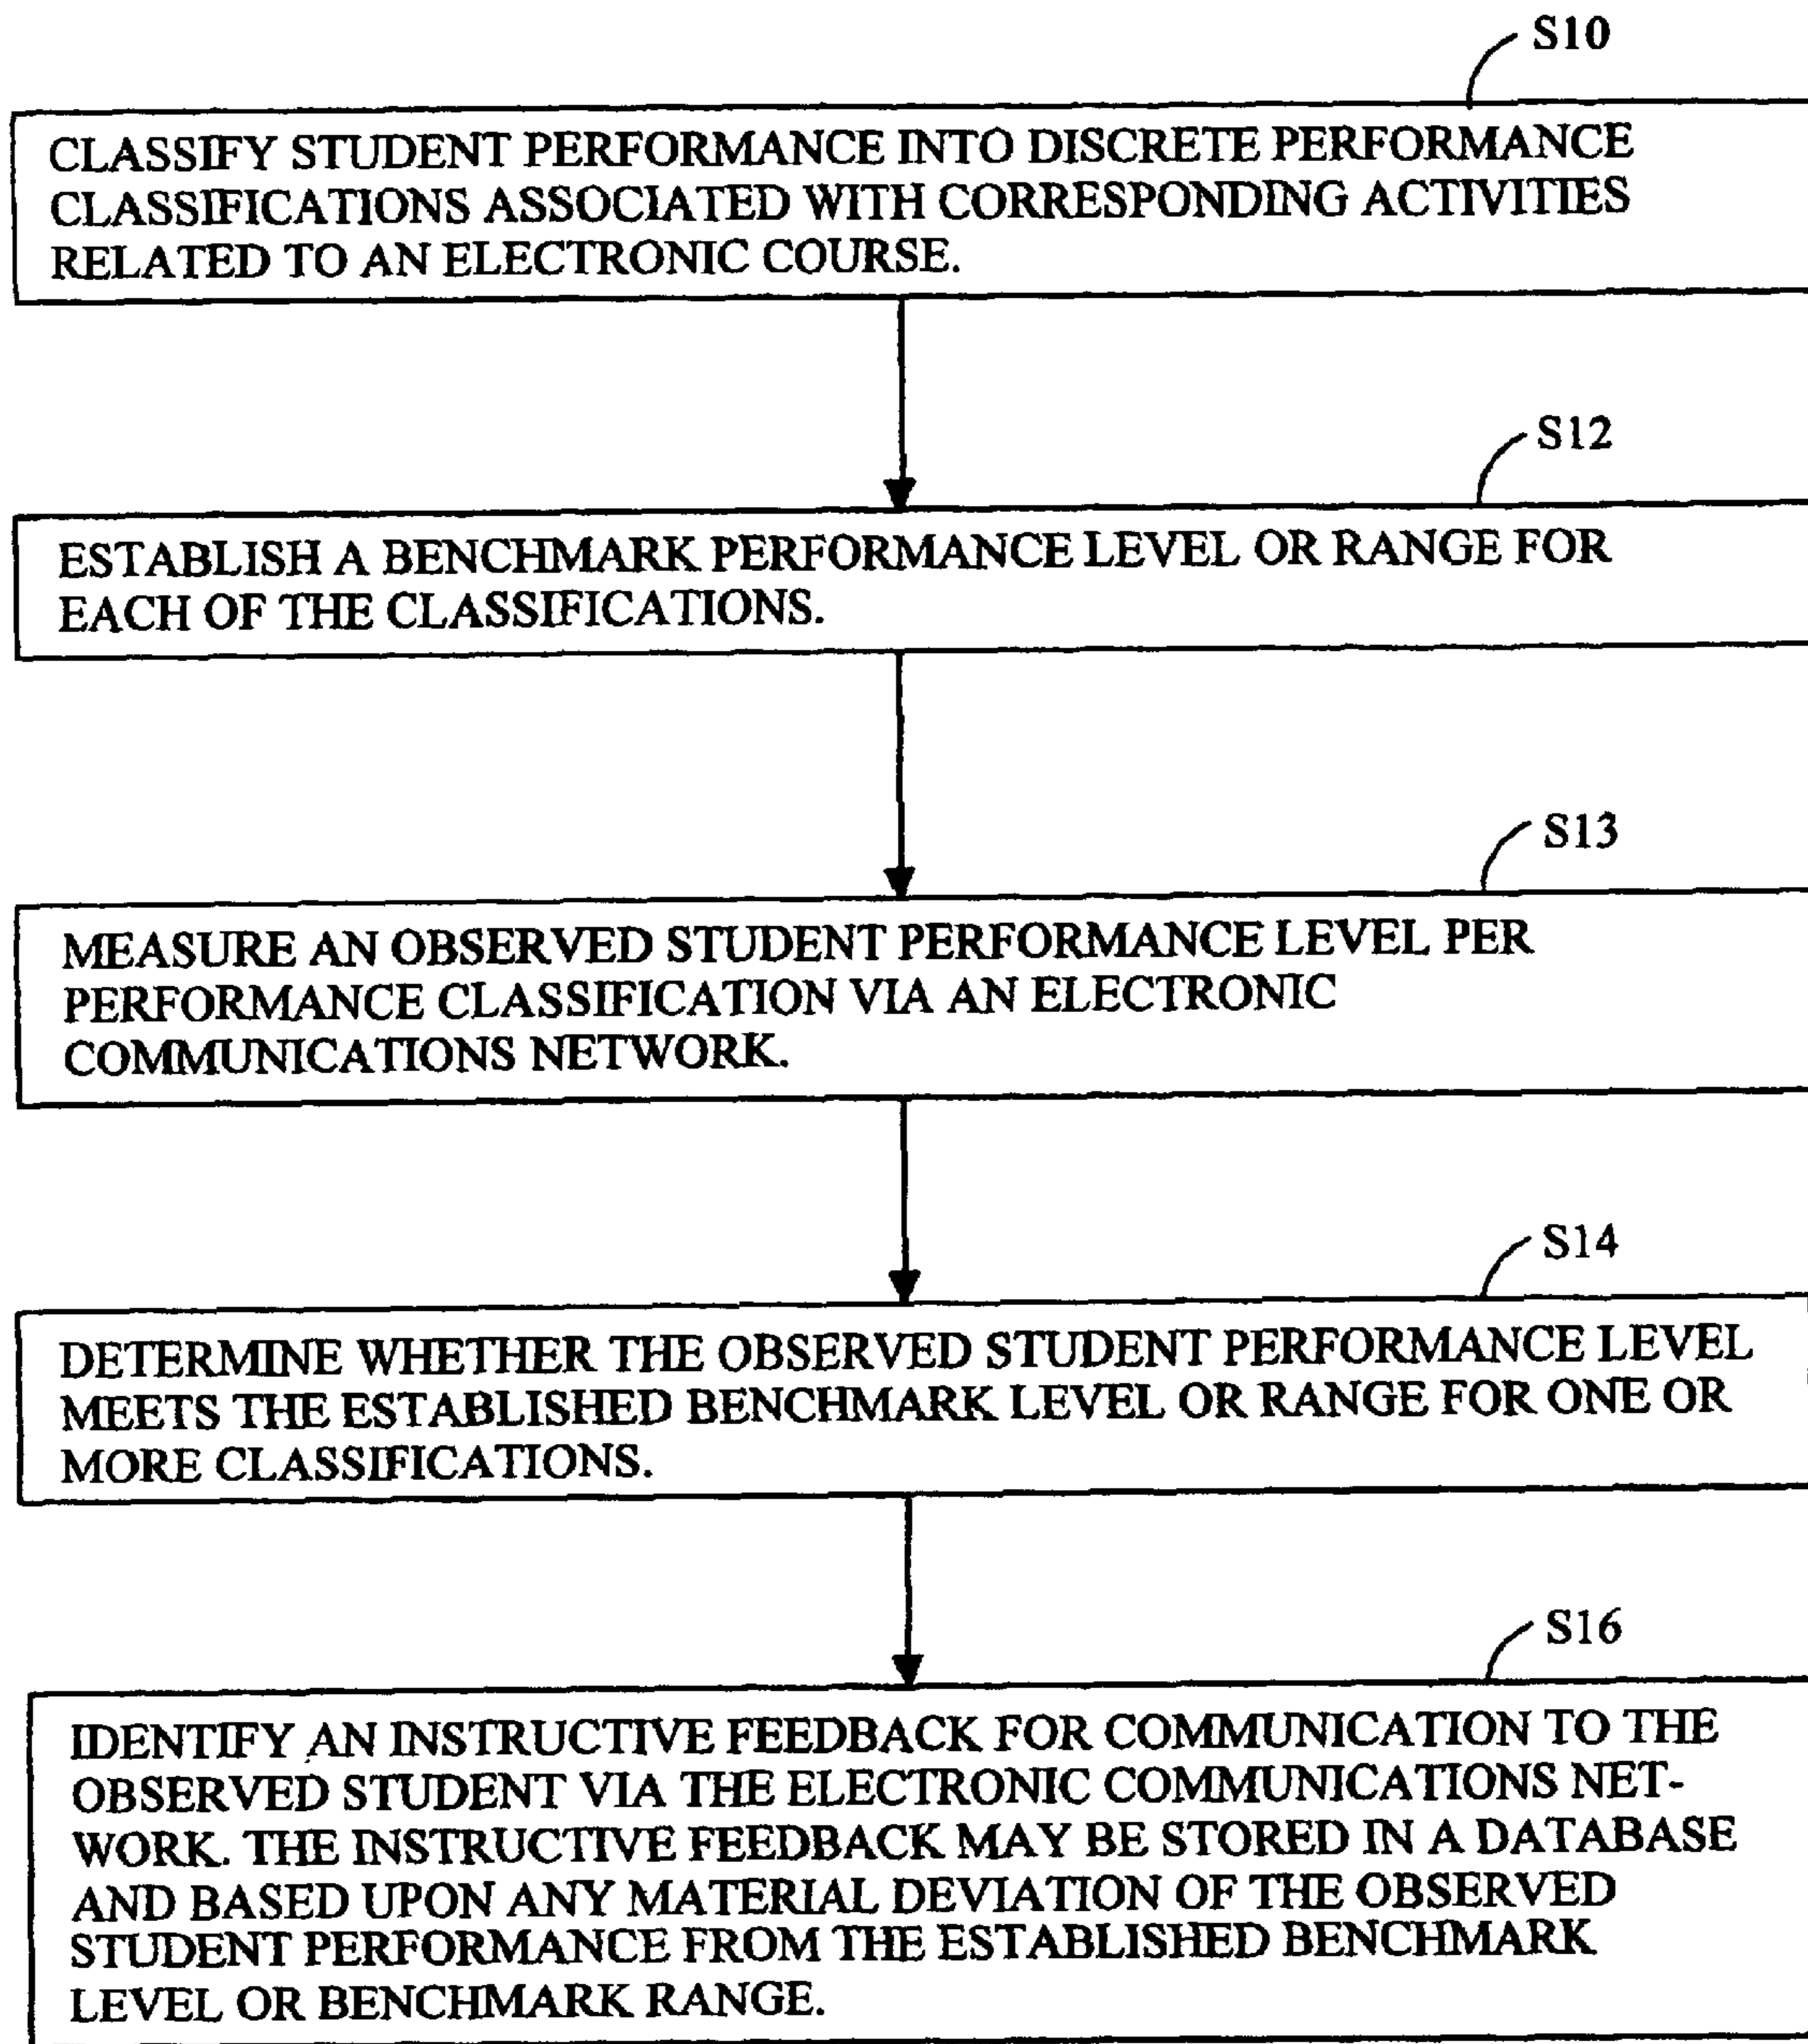 S10
CLASSIFY STUDENT PERFORMANCE INTO DISCRETE PERFORMANCE
CLASSIFICATIONS ASSOCIATED WITH CORRESPONDING ACTIVITIES
RELATED TO AN ELECTRONIC COURSE.
S12
ESTABLISH A BENCHMARK PERFORMANCE LEVEL OR RANGE FOR
EACH OF THE CLASSIFICATIONS.
S13
MEASURE AN OBSERVED STUDENT PERFORMANCE LEVEL PER
PERFORMANCE CLASSIFICATION VIA AN ELECTRONIC
COMMUNICATIONS NETWORK.
S14
DETERMINE WHETHER THE OBSERVED STUDENT PERFORMANCE LEVEL
MEETS THE ESTABLISHED BENCHMARK LEVEL OR RANGE FOR ONE OR
MORE CLASSIFICATIONS.
S16
IDENTIFY AN INSTRUCTIVE FEEDBACK FOR COMMUNICATION TO THE
OBSERVED STUDENT VIA THE ELECTRONIC COMMUNICATIONS NET-
WORK. THE INSTRUCTIVE FEEDBACK MAY BE STORED IN A DATABASE
AND BASED UPON ANY MATERIAL DEVIATION OF THE OBSERVED
STUDENT PERFORMANCE FROM THE ESTABLISHED BENCHMARK
LEVEL OR BENCHMARK RANGE.